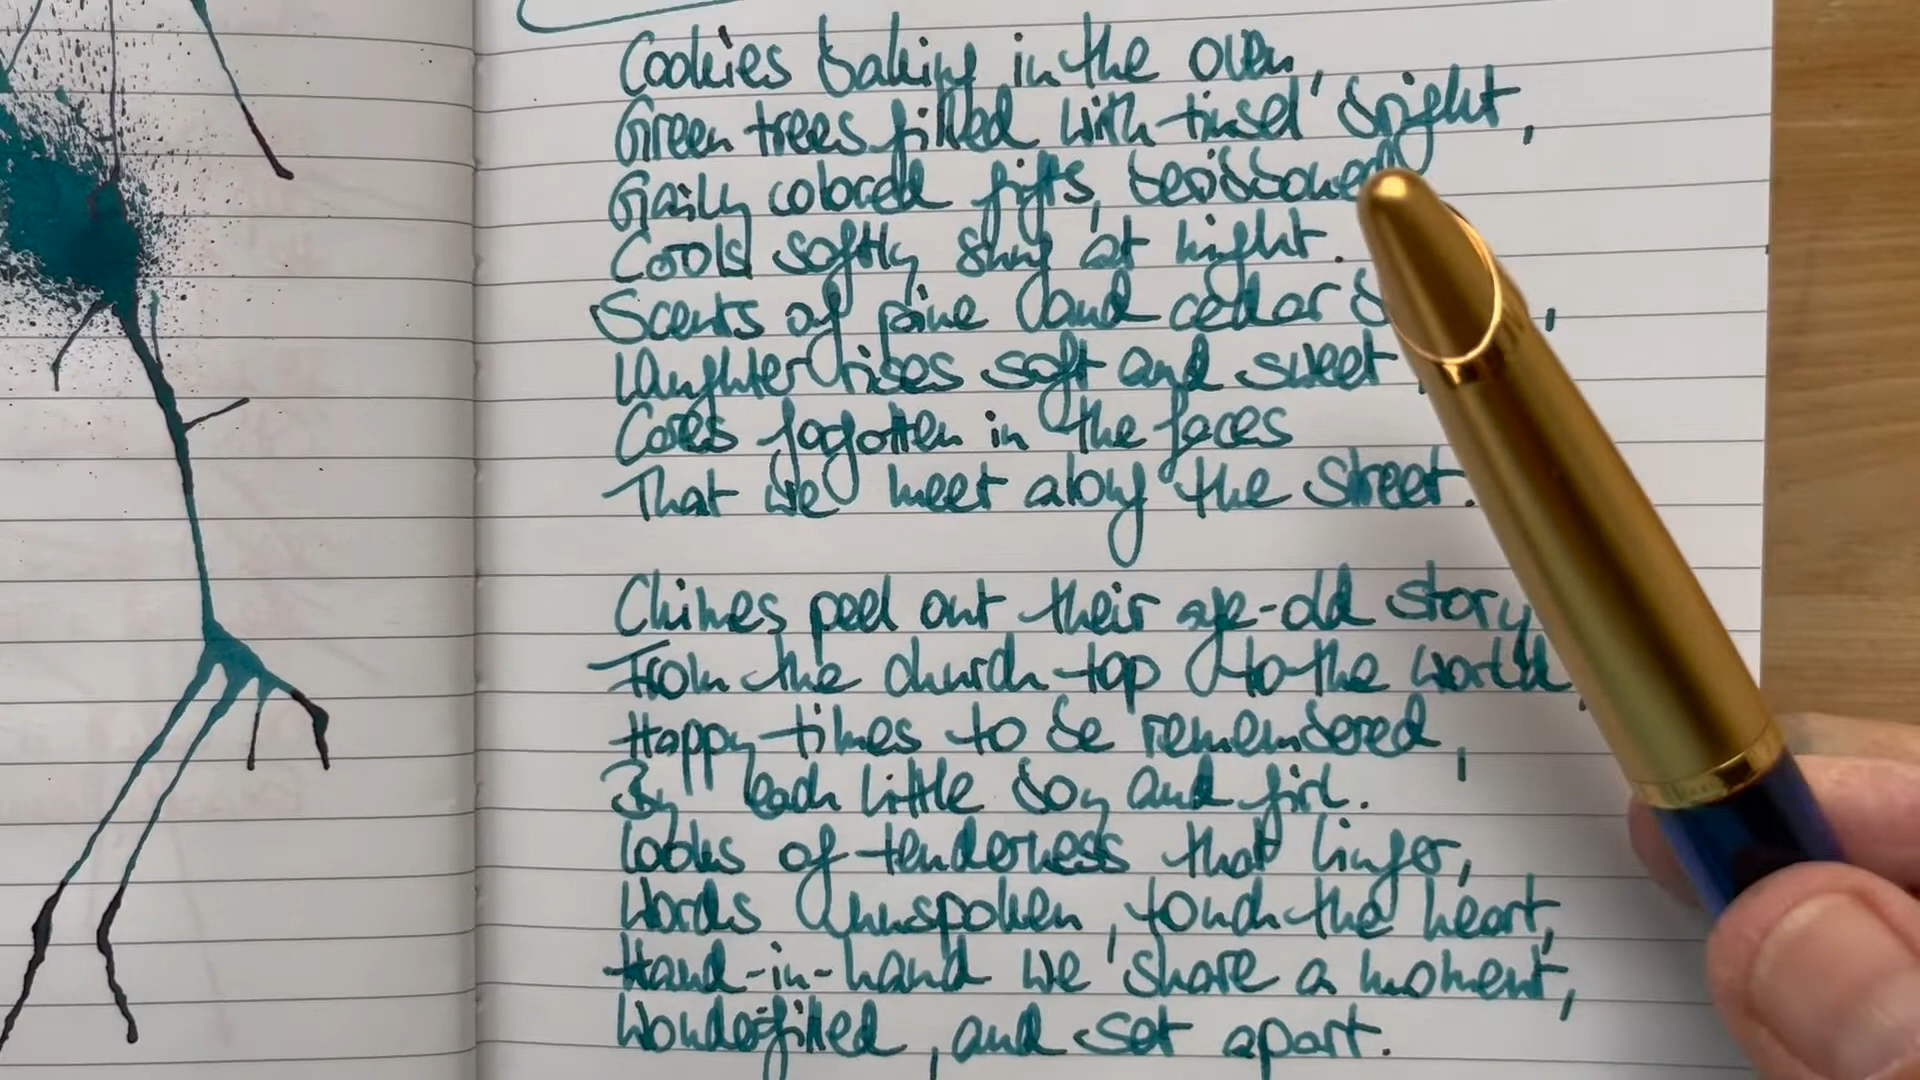 Cookies baking in the oven,
Green trees filled with tinsel bright,
Gaily colored gifts, beribboned
Carols softly sung at night.
Scents of pine and cedar
Laughter rises soft and sweet,
Cares forgotten in the faces
That we meet along the street.
Chimes peel out their age-old story
From the church-top to the world,
Happy times to be remembered,
By each little boy and girl.
Looks of tenderness that linger,
Words unspoken, touch the heart,
Hand-in-hand we share a moment,
Wonderfilled, and set apart.